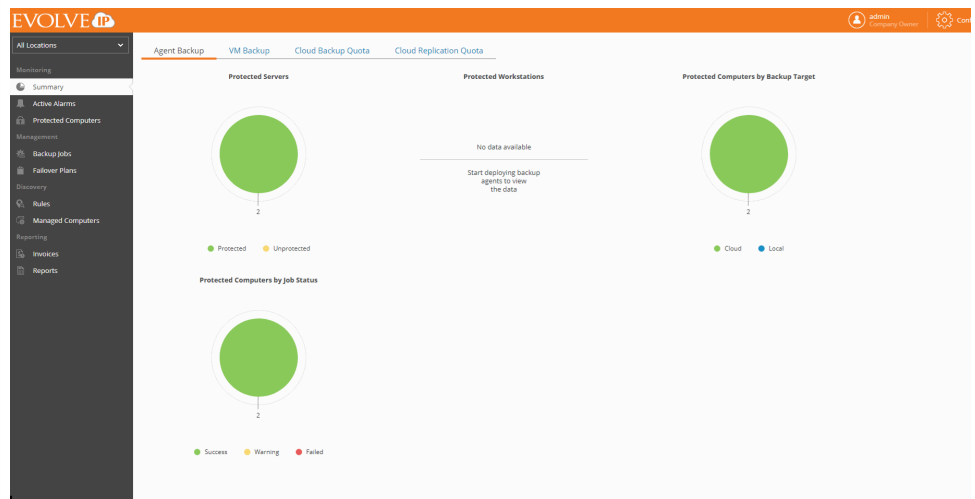 EVOLVE IP
admin
Company Owner
All Locations
Monitoring
Summary
Active Alarms
Protected Computers
Management
Backup Jobs
Failover Plans
Discovery
Rules
Managed Computers
Reporting
Invoices
Reports
Agent Backup VM Backup Cloud Backup Quota Cloud Replication Quota
Protected Servers
2
Protected Unprotected
Protected Workstations
No data available
Start deploying backup
agents to view
the data
Protected Computers by Backup Target
2
Cloud Local
Protected Computers by Job Status
2
Success Warning Failed